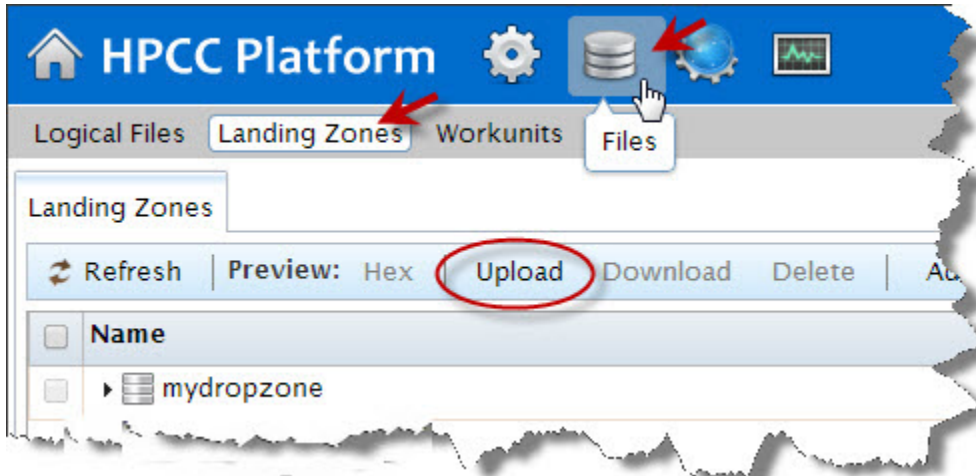 HPCC Platform
Logical Files Landing Zones Workunits
Files
Landing Zones
Refresh Preview: Hex Upload Download Delete
Name
mydropzone